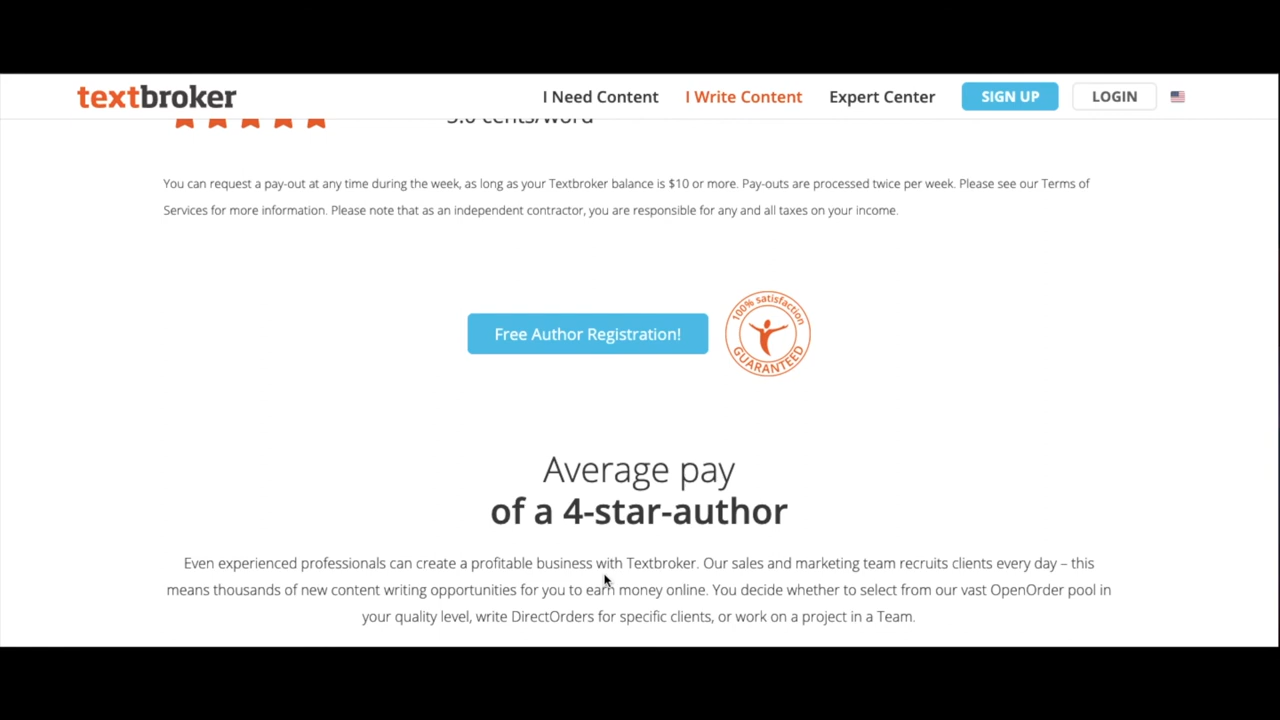 textbroker
I Need Content
I Write Content
Expert Center
SIGN UP
LOGIN
cents/word
You can request a pay-out at any time during the week, as long as your Textbroker balance is $10 or more. Pay-outs are processed twice per week. Please see our Terms of
Services for more information. Please note that as an independent contractor, you are responsible for any and all taxes on your income.
Free Author Registration!
100% satisfaction
GUARANTEED
Average pay
of a 4-star-author
Even experienced professionals can create a profitable business with Textbroker. Our sales and marketing team recruits clients every day – this
means thousands of new content writing opportunities for you to earn money online. You decide whether to select from our vast OpenOrder pool in
your quality level, write DirectOrders for specific clients, or work on a project in a Team.